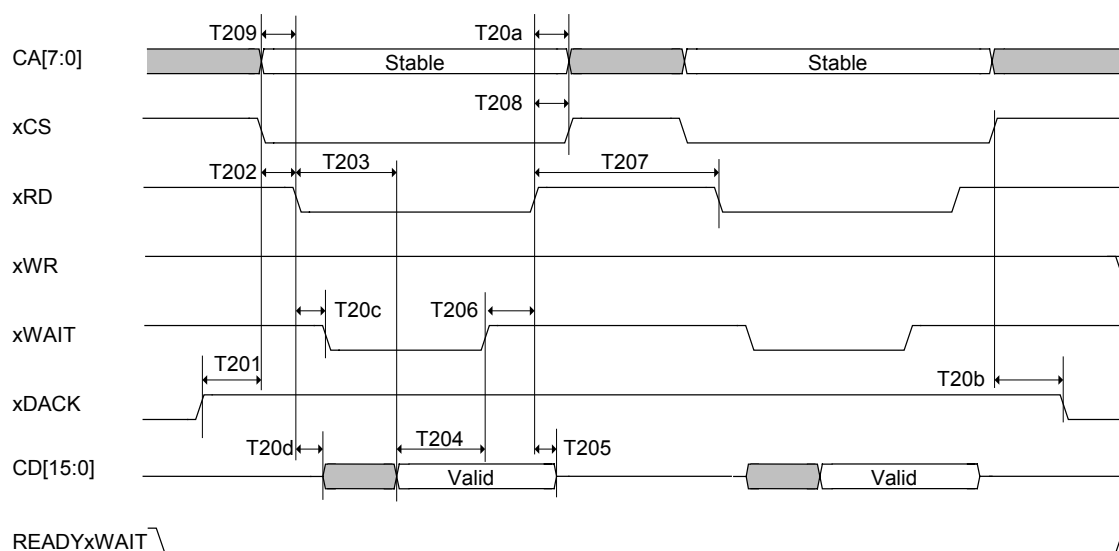 T209 T20a
CA[7:0] Stable Stable
T208
xCS
T202 T203 T207
xRD
xWR
T20c T206
xWAIT
T201 T20b
xDACK
T20d T204 T205
CD[15:0] Valid Valid
READYxWAIT